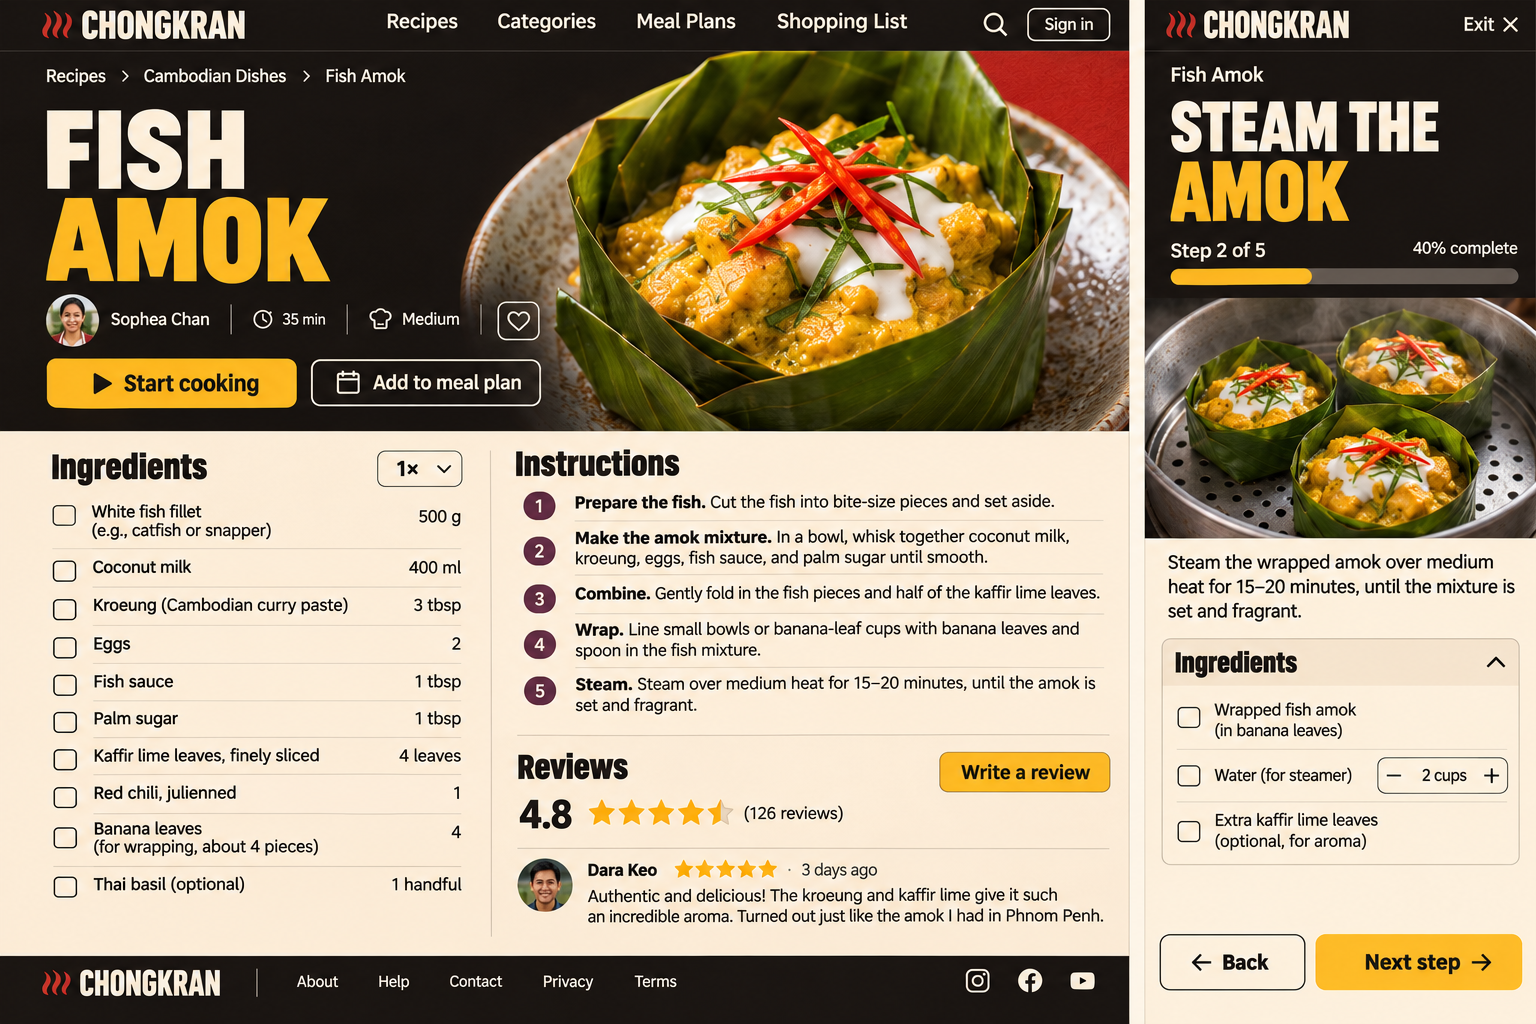 CHONGKRAN
Recipes
Categories
Meal Plans
Shopping List
Sign in
Recipes > Cambodian Dishes > Fish Amok
FISH
AMOK
Sophea Chan
35 min
Medium
Start cooking
Add to meal plan
Ingredients
1×
White fish fillet
(e.g., catfish or snapper)
500 g
Coconut milk
400 ml
Kroeung (Cambodian curry paste)
3 tbsp
Eggs
2
Fish sauce
1 tbsp
Palm sugar
1 tbsp
Kaffir lime leaves, finely sliced
4 leaves
Red chili, julienned
1
Banana leaves
(for wrapping, about 4 pieces)
4
Thai basil (optional)
1 handful
Instructions
1
Prepare the fish. Cut the fish into bite-size pieces and set aside.
2
Make the amok mixture. In a bowl, whisk together coconut milk,
kroeung, eggs, fish sauce, and palm sugar until smooth.
3
Combine. Gently fold in the fish pieces and half of the kaffir lime leaves.
4
Wrap. Line small bowls or banana-leaf cups with banana leaves and
spoon in the fish mixture.
5
Steam. Steam over medium heat for 15–20 minutes, until the amok is
set and fragrant.
Reviews
Write a review
4.8
(126 reviews)
Dara Keo
· 3 days ago
Authentic and delicious! The kroeung and kaffir lime give it such
an incredible aroma. Turned out just like the amok I had in Phnom Penh.
CHONGKRAN
About
Help
Contact
Privacy
Terms
CHONGKRAN
Exit
Fish Amok
STEAM THE
AMOK
Step 2 of 5
40% complete
Steam the wrapped amok over medium
heat for 15–20 minutes, until the mixture is
set and fragrant.
Ingredients
Wrapped fish amok
(in banana leaves)
Water (for steamer)
− 2 cups +
Extra kaffir lime leaves
(optional, for aroma)
← Back
Next step →